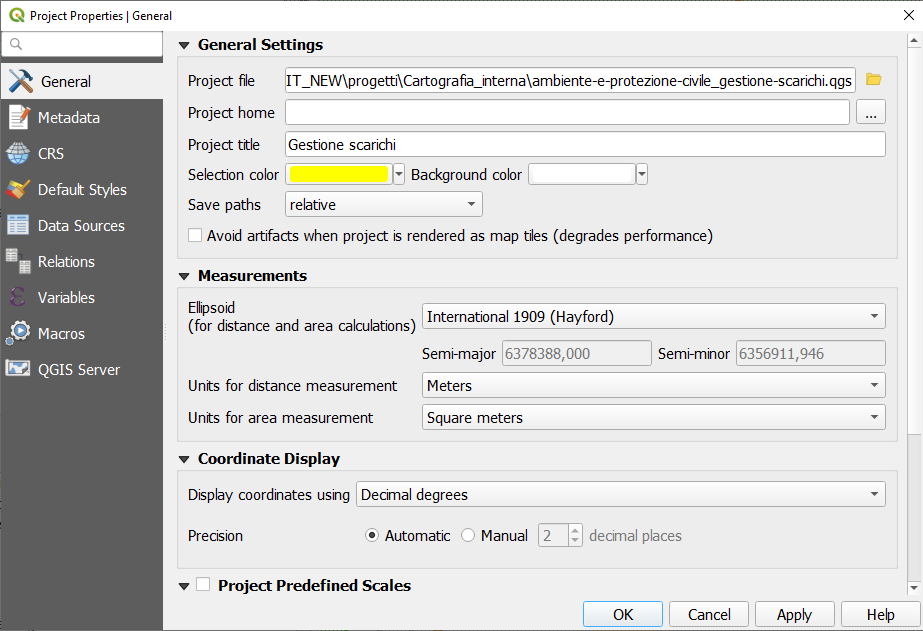 Project Properties | General
General
Metadata
CRS
Default Styles
Data Sources
Relations
Variables
Macros
QGIS Server
General Settings
Project file IT_NEW\progetti\Cartografia_interna\ambiente-e-protezione-civile_gestione-scarichi.qgs
Project home ...
Project title Gestione scarichi
Selection color Background color
Save paths relative
Avoid artifacts when project is rendered as map tiles (degrades performance)
Measurements
Ellipsoid
(for distance and area calculations) International 1909 (Hayford)
Semi-major 6378388,000 Semi-minor 6356911,946
Units for distance measurement Meters
Units for area measurement Square meters
Coordinate Display
Display coordinates using Decimal degrees
Precision Automatic Manual 2 decimal places
Project Predefined Scales
OK Cancel Apply Help